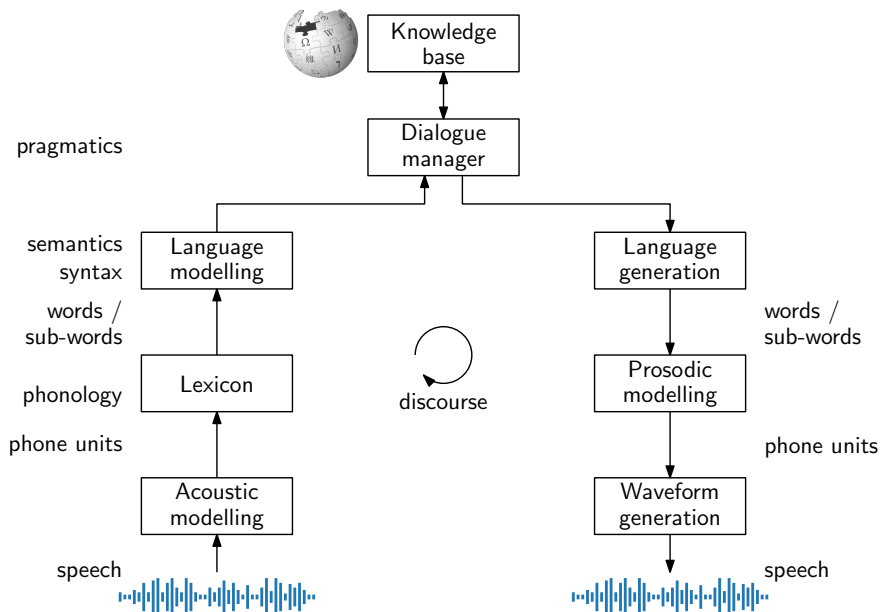 Knowledge
base
Dialogue
manager
pragmatics
semantics
syntax
Language
modelling
Language
generation
words /
sub-words
words /
sub-words
phonology
Lexicon
discourse
Prosodic
modelling
phone units
phone units
Acoustic
modelling
Waveform
generation
speech
speech